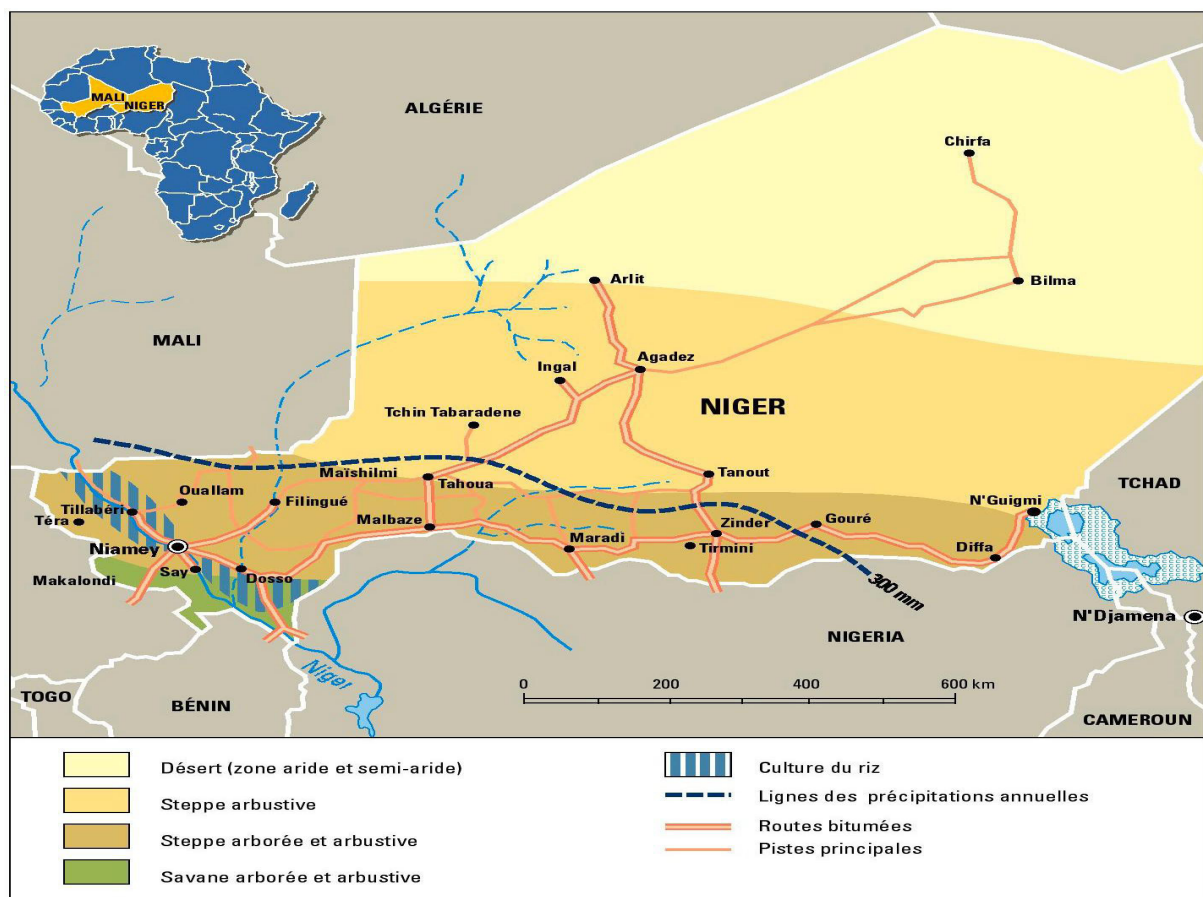 MALI
NIGER
ALGÉRIE
Chirfa
Arlit
Bilma
MALI
Agadez
Ingal
NIGER
Tchin Tabaradene
Maïshilmi
Tahoua
Tanout
TCHAD
Ouallam
Filingué
N'Guigmi
Tillabéri
Téra
Malbaze
Zinder
Gouré
Niamey
Maradi
Tirmini
Diffa
Makalondi
Say
Dosso
300 mm
N'Djamena
NIGERIA
Niger
TOGO
BÉNIN
0 200 400 600 km
CAMEROUN
Désert (zone aride et semi-aride)
Steppe arbustive
Steppe arborée et arbustive
Savane arborée et arbustive
Culture du riz
Lignes des précipitations annuelles
Routes bitumées
Pistes principales